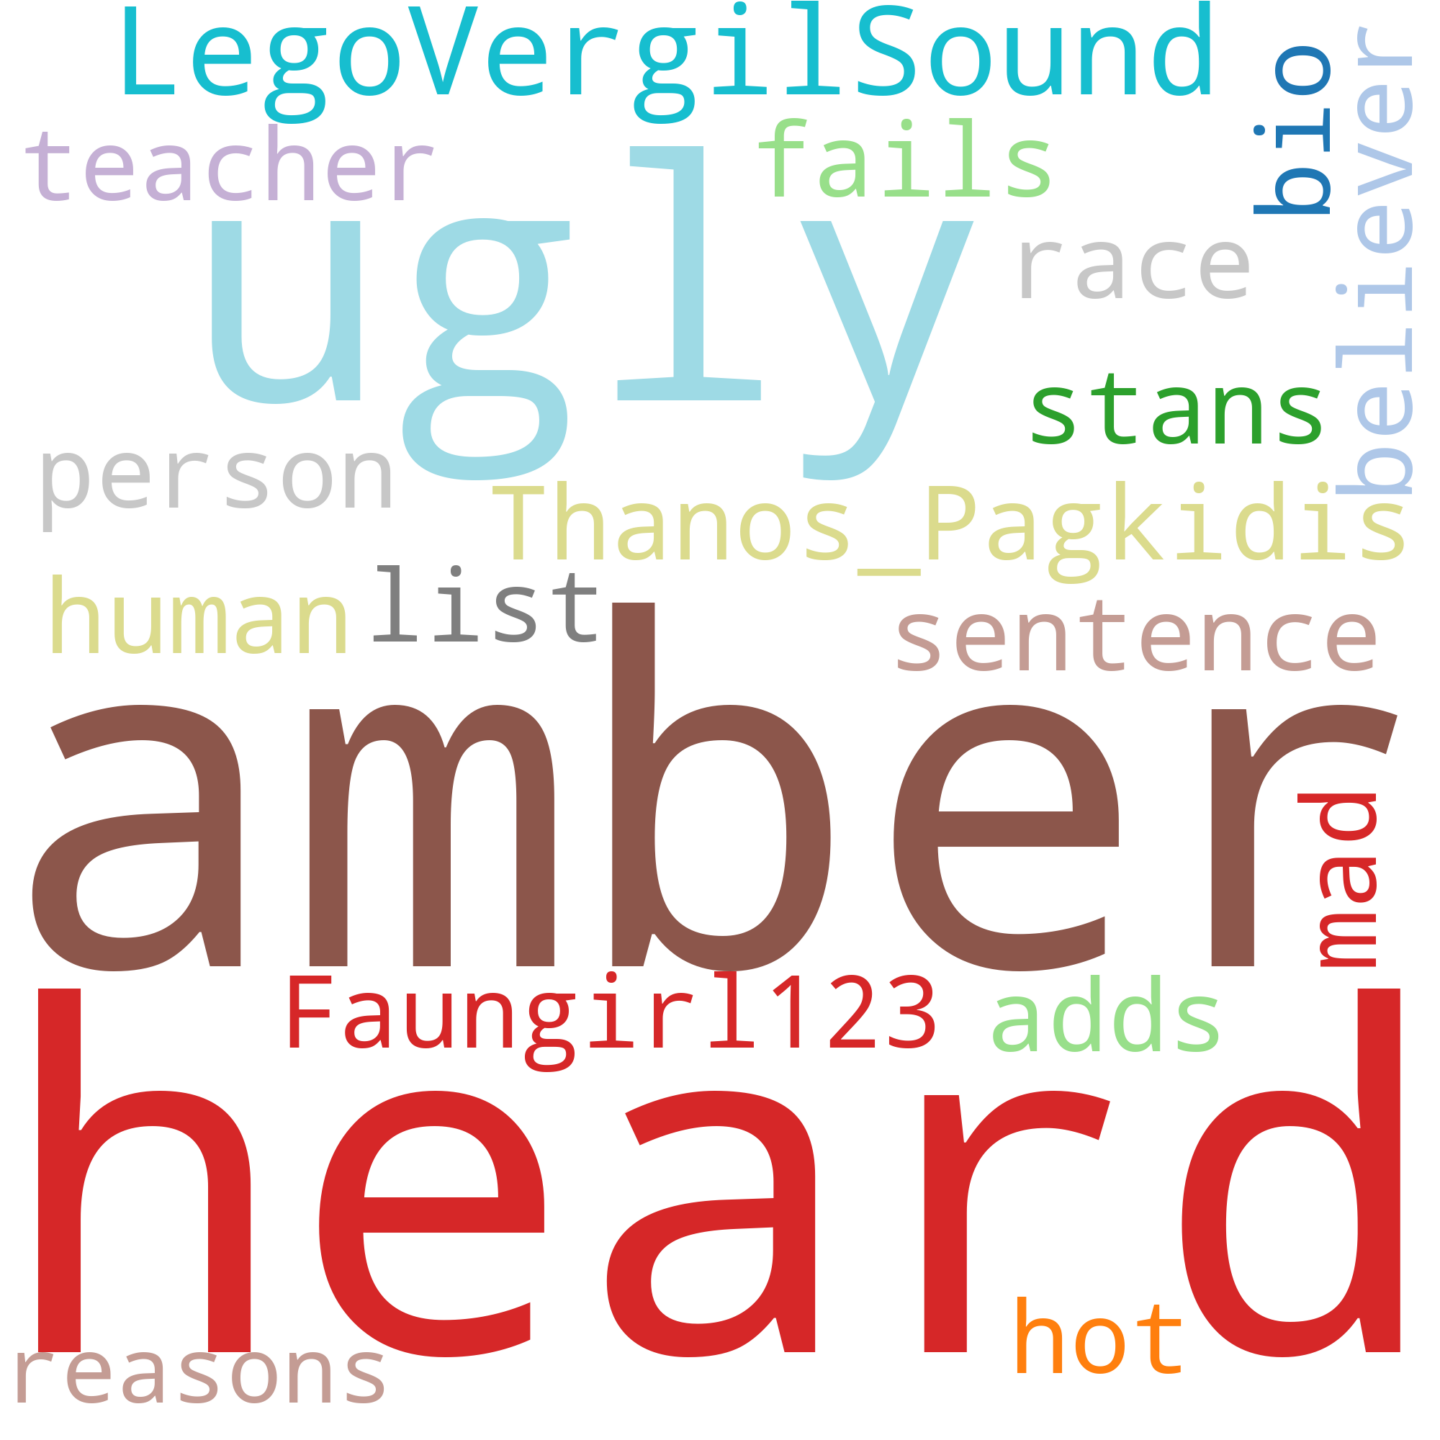 LegoVergilSound
bio
believer
teacher
fails
ugly
race
stans
person
Thanos_Pagkidis
human
list
sentence
amber
mad
Faungirl123
adds
heard
hot
reasons